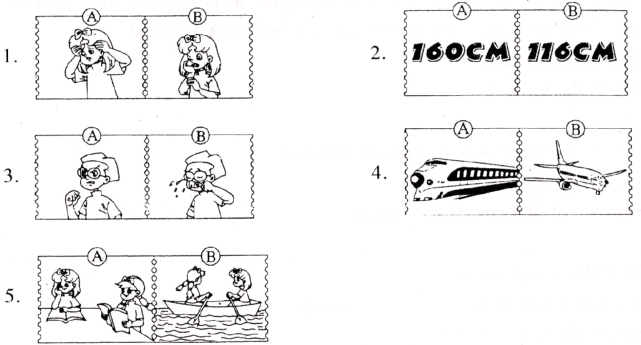 1. A B
2. A B
160CM 116CM
3. A B
4. A B
5. A B